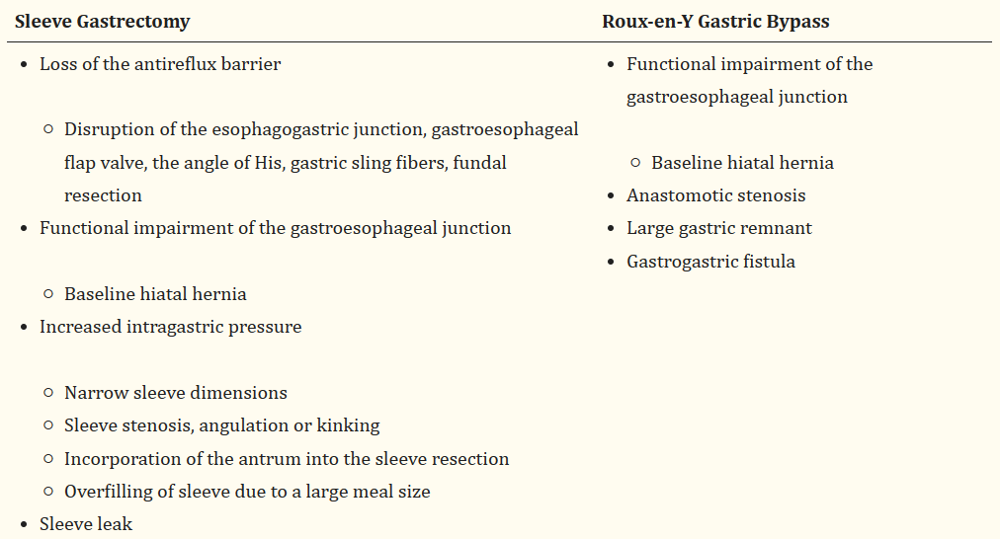 Sleeve Gastrectomy
Roux-en-Y Gastric Bypass
• Loss of the antireflux barrier
○ Disruption of the esophagogastric junction, gastroesophageal
flap valve, the angle of His, gastric sling fibers, fundal
resection
• Functional impairment of the gastroesophageal junction
○ Baseline hiatal hernia
• Increased intragastric pressure
○ Narrow sleeve dimensions
○ Sleeve stenosis, angulation or kinking
○ Incorporation of the antrum into the sleeve resection
○ Overfilling of sleeve due to a large meal size
• Sleeve leak
• Functional impairment of the
gastroesophageal junction
○ Baseline hiatal hernia
• Anastomotic stenosis
• Large gastric remnant
• Gastrogastric fistula